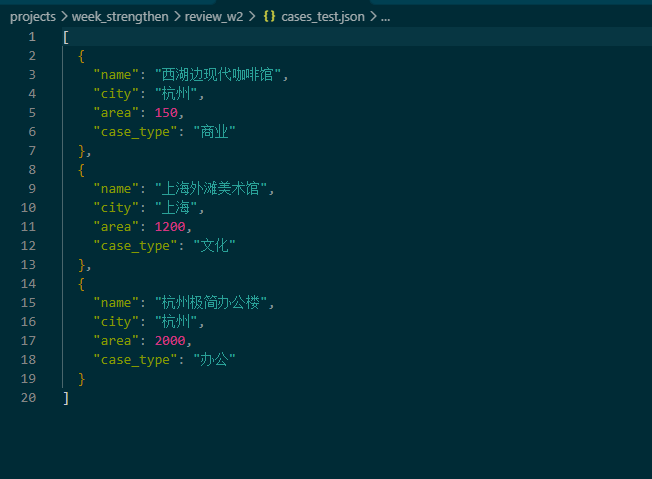 projects > week_strengthen > review_w2 > {} cases_test.json > ...
1 [
2 {
3 "name": "西湖边现代咖啡馆",
4 "city": "杭州",
5 "area": 150,
6 "case_type": "商业"
7 },
8 {
9 "name": "上海外滩美术馆",
10 "city": "上海",
11 "area": 1200,
12 "case_type": "文化"
13 },
14 {
15 "name": "杭州极简办公楼",
16 "city": "杭州",
17 "area": 2000,
18 "case_type": "办公"
19 }
20 ]